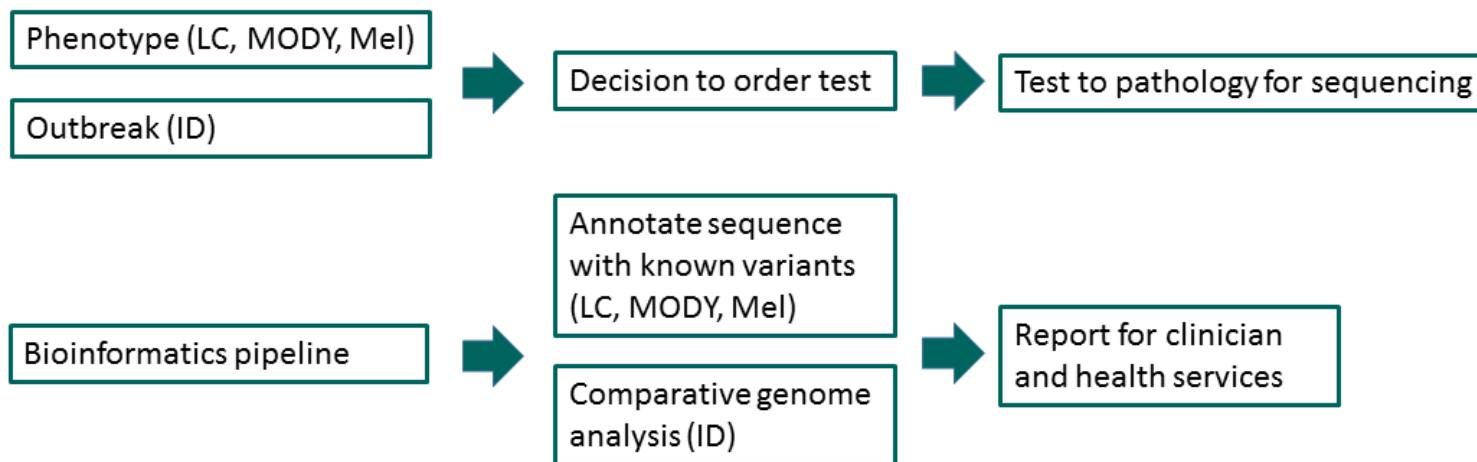 Phenotype (LC, MODY, Mel)
Outbreak (ID)
Decision to order test
Test to pathology for sequencing
Bioinformatics pipeline
Annotate sequence
with known variants
(LC, MODY, Mel)
Comparative genome
analysis (ID)
Report for clinician
and health services